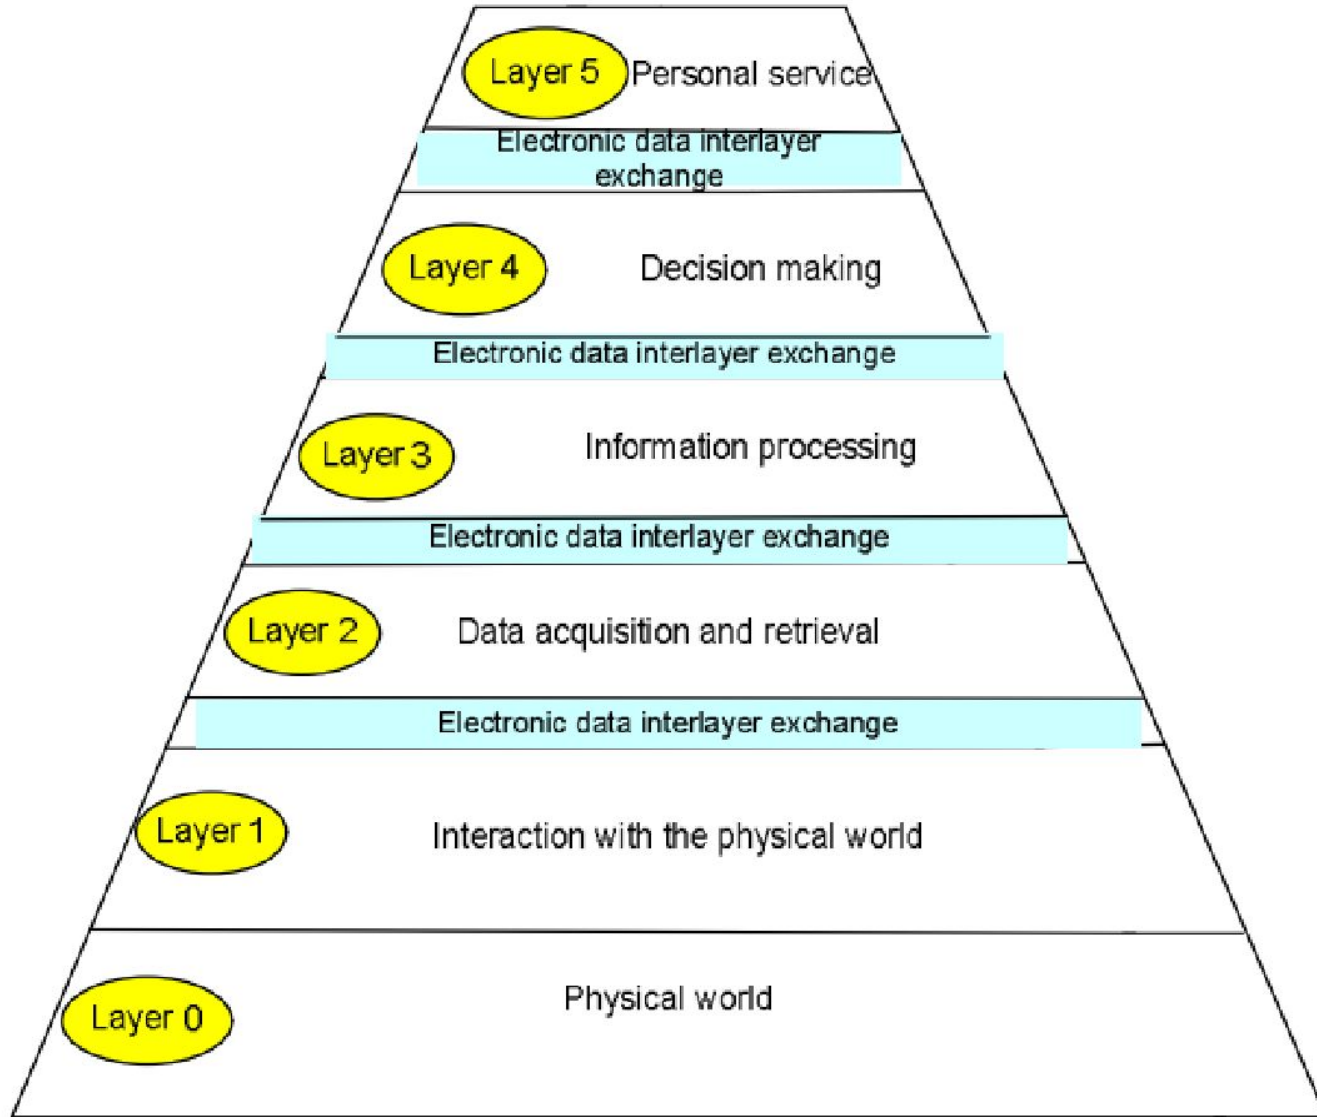 Layer 5 Personal service
Electronic data interlayer
exchange
Layer 4 Decision making
Electronic data interlayer exchange
Layer 3 Information processing
Electronic data interlayer exchange
Layer 2 Data acquisition and retrieval
Electronic data interlayer exchange
Layer 1 Interaction with the physical world
Layer 0 Physical world